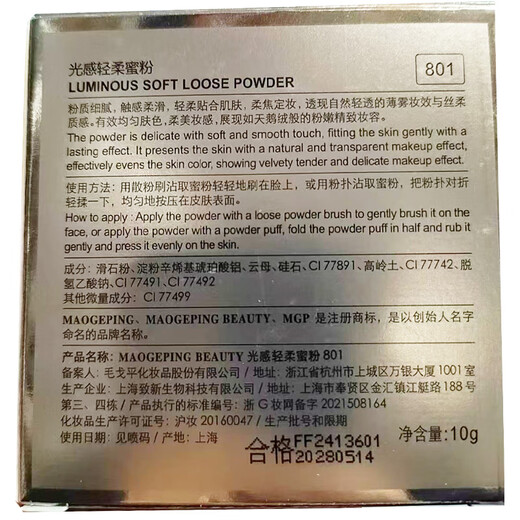 光感轻柔蜜粉
LUMINOUS SOFT LOOSE POWDER
801
粉质细腻，触感柔滑，轻柔贴合肌肤，柔焦定妆，透现自然轻透的薄雾妆效与丝柔
质感。有效均匀肤色，柔美妆感，展现如天鹅绒般的粉嫩精致妆容。
The powder is delicate with soft and smooth touch, fitting the skin gently with a
lasting effect. It presents the skin with a natural and transparent makeup effect,
effectively evens the skin color, showing velvety tender and delicate makeup effect.
使用方法：用散粉刷沾取蜜粉轻轻地刷在脸上，或用粉扑沾取蜜粉，把粉扑对折
轻揉一下，均匀地按压在皮肤表面。
How to apply : Apply the powder with a loose powder brush to gently brush it on the
face, or apply the powder with a powder puff, fold the powder puff in half and rub it
gently and press it evenly on the skin.
成分：滑石粉、淀粉辛烯基琥珀酸铝、云母、硅石、CI 77891、高岭土、CI 77742、脱
氢乙酸钠、CI 77491、CI 77492
其他微量成分：CI 77499
MAOGEPING、MAOGEPING BEAUTY、MGP 是注册商标，是以创始人名字
命名的品牌名称。
产品名称：MAOGEPING BEAUTY 光感轻柔蜜粉 801
备案人：毛戈平化妆品股份有限公司 / 地址：浙江省杭州市上城区万银大厦 1001 室
生产企业：上海致新生物科技有限公司 / 地址：上海市奉贤区金汇镇江艇路 188 号
第三、四栋 / 产品执行的标准编号：浙 G 妆网备字 2021508164
化妆品生产许可证号：沪妆 20160047 / 生产批号和限期
使用日期：见喷码 / 产地：上海
合格 FF2413601
20280514
净含量:10g